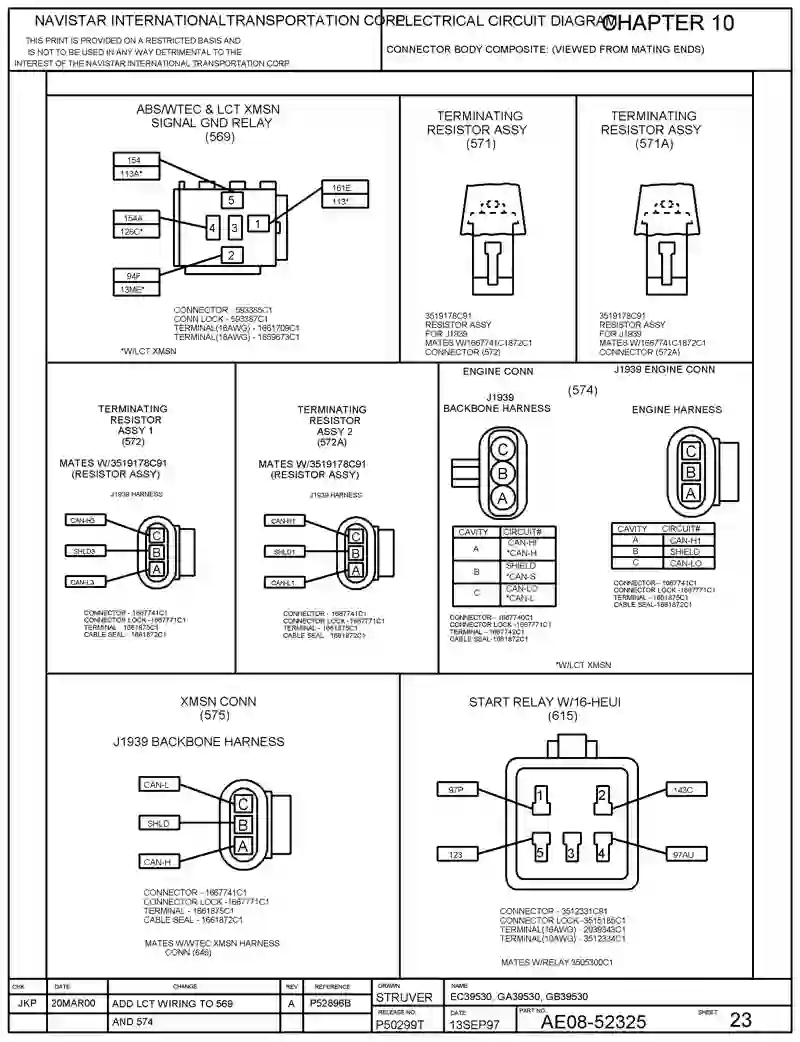 NAVISTAR INTERNATIONALTRANSPORTATION CORP.
ELECTRICAL CIRCUIT DIAGRAM
CHAPTER 10
THIS PRINT IS PROVIDED ON A RESTRICTED BASIS AND
IS NOT TO BE USED IN ANY WAY DETRIMENTAL TO THE
INTEREST OF THE NAVISTAR INTERNATIONAL TRANSPORTATION CORP
CONNECTOR BODY COMPOSITE: (VIEWED FROM MATING ENDS)
ABS/WTEC & LCT XMSN
SIGNAL GND RELAY
(569)
154
113A*
161E
113*
154A
126C*
94F
13ME*
5
4
3
1
2
CONNECTOR - 593385C1
CONN LOCK - 593387C1
TERMINAL(16AWG) - 1661709C1
TERMINAL(18AWG) - 1659673C1
*W/LCT XMSN
TERMINATING
RESISTOR ASSY
(571)
3519178C91
RESISTOR ASSY
FOR J1939
MATES W/1667741C1872C1
CONNECTOR (572)
TERMINATING
RESISTOR ASSY
(571A)
3519178C91
RESISTOR ASSY
FOR J1939
MATES W/1667741C1872C1
CONNECTOR (572A)
TERMINATING
RESISTOR
ASSY 1
(572)
MATES W/3519178C91
(RESISTOR ASSY)
J1939 HARNESS
CAN-H3
SHLD3
CAN-L3
C
B
A
CONNECTOR - 1667741C1
CONNECTOR LOCK -1667771C1
TERMINAL 1661875C1
CABLE SEAL 1661872C1
TERMINATING
RESISTOR
ASSY 2
(572A)
MATES W/3519178C91
(RESISTOR ASSY)
J1939 HARNESS
CAN-H1
SHLD1
CAN-L1
C
B
A
CONNECTOR - 1667741C1
CONNECTOR LOCK -1667771C1
TERMINAL - 1661875C1
CABLE SEAL 1661872C1
ENGINE CONN
J1939 ENGINE CONN
(574)
J1939
BACKBONE HARNESS
C
B
A
CAVITY CIRCUIT#
A CAN-HI
*CAN-H
B SHIELD
*CAN-S
C CAN-LO
*CAN-L
CONNECTOR- 1667740C1
CONNECTOR LOCK -1667771C1
TERMINAL - 1667742C1
CABLE SEAL-1661872C1
ENGINE HARNESS
C
B
A
CAVITY CIRCUIT#
A CAN-H1
B SHIELD
C CAN-LO
CONNECTOR- 1667741C1
CONNECTOR LOCK -1667771C1
TERMINAL - 1661875C1
CABLE SEAL-1661872C1
*W/LCT XMSN
XMSN CONN
(575)
J1939 BACKBONE HARNESS
CAN-L
SHLD
CAN-H
C
B
A
CONNECTOR - 1667741C1
CONNECTOR LOCK -1667771C1
TERMINAL - 1661875C1
CABLE SEAL - 1661872C1
MATES W/WTEC XMSN HARNESS
CONN (646)
START RELAY W/16-HEUI
(615)
97P
143C
123
97AU
1
2
5
3
4
CONNECTOR - 3512331C91
CONNECTOR LOCK -3515185C1
TERMINAL(16AWG) - 2039343C1
TERMINAL(10AWG) - 3512334C1
MATES W/RELAY 3505300C1
CHK DATE CHANGE REV REFERENCE
JKP 20MAR00 ADD LCT WIRING TO 569 A P52896B
AND 574
DRAWN
STRUVER
NAME
EC39530, GA39530, GB39530
RELEASE NO.
P50299T
DATE
13SEP97
PART NO.
AE08-52325
SHEET
23